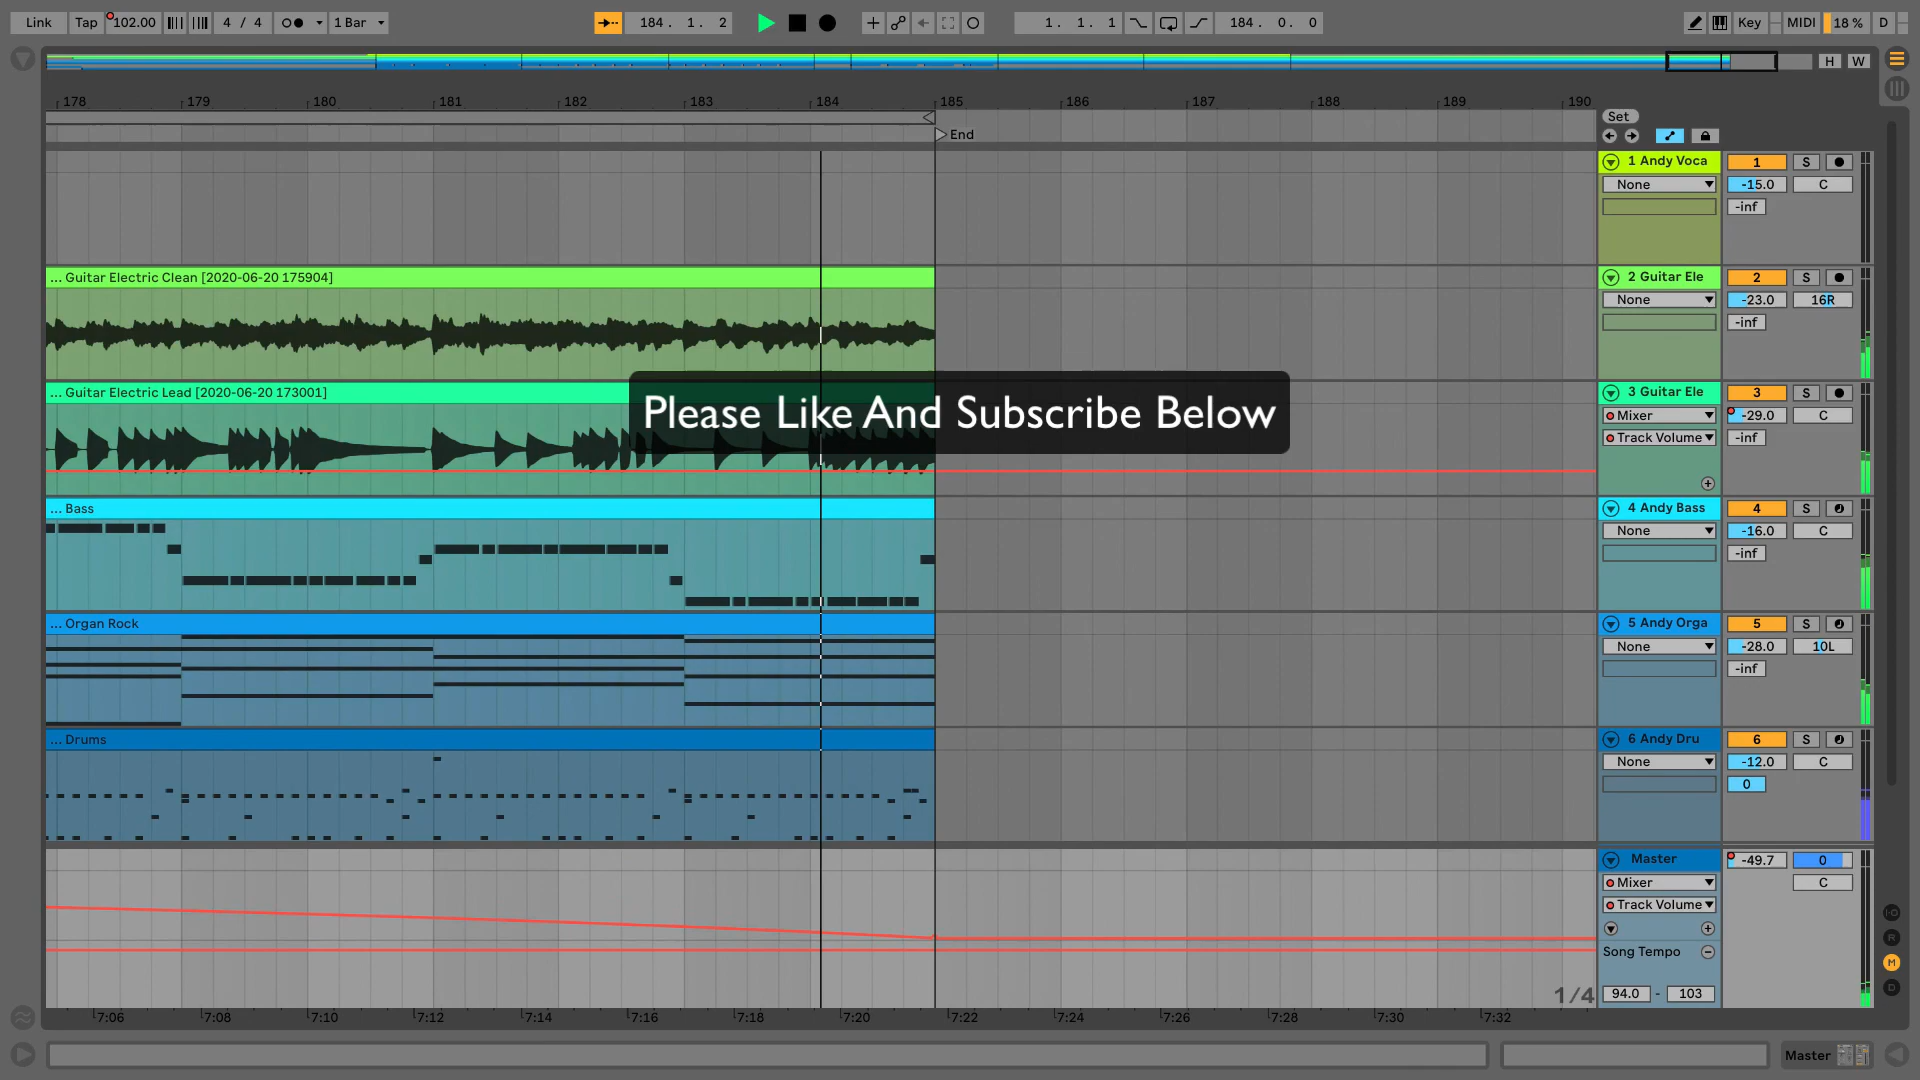 Link Tap 102.00 4 / 4 1 Bar 184. 1. 2 1. 1. 1 184. 0. 0 Key MIDI 18 % D
H W
178 179 180 181 182 183 184 185 186 187 188 189 190
Set
End
1 Andy Voca 1 S
None -15.0 C
-inf
... Guitar Electric Clean [2020-06-20 175904] 2 Guitar Ele 2 S
None -23.0 16R
-inf
... Guitar Electric Lead [2020-06-20 173001] 3 Guitar Ele 3 S
Please Like And Subscribe Below
Mixer -29.0 C
Track Volume -inf
... Bass 4 Andy Bass 4 S
None -16.0 C
-inf
... Organ Rock 5 Andy Orga 5 S
None -28.0 10L
-inf
... Drums 6 Andy Dru 6 S
None -12.0 C
0
Master -49.7 0
Mixer C
Track Volume
I·O
R
Song Tempo
M
D
1/4 94.0 - 103
7:06 7:08 7:10 7:12 7:14 7:16 7:18 7:20 7:22 7:24 7:26 7:28 7:30 7:32
Master